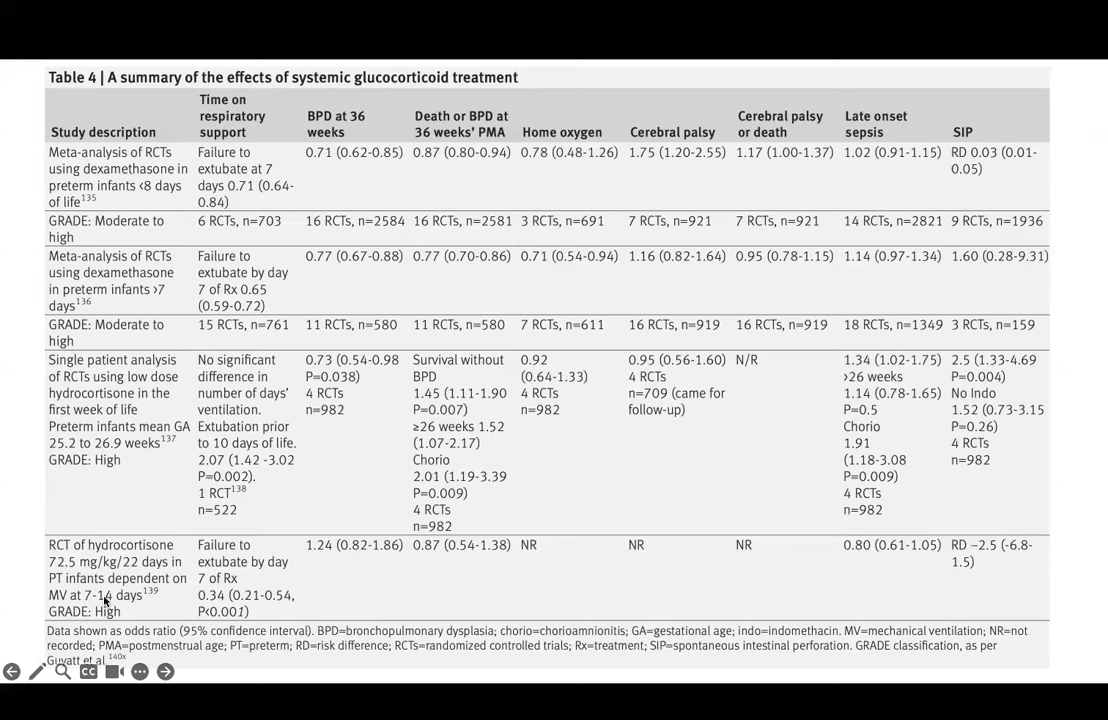 Table 4 | A summary of the effects of systemic glucocorticoid treatment
Study description
Time on
respiratory
support
BPD at 36
weeks
Death or BPD at
36 weeks' PMA
Home oxygen
Cerebral palsy
Cerebral palsy
or death
Late onset
sepsis
SIP
Meta-analysis of RCTs
using dexamethasone in
preterm infants <8 days
of life135
Failure to
extubate at 7
days 0.71 (0.64-
0.84)
0.71 (0.62-0.85)
0.87 (0.80-0.94)
0.78 (0.48-1.26)
1.75 (1.20-2.55)
1.17 (1.00-1.37)
1.02 (0.91-1.15)
RD 0.03 (0.01-
0.05)
GRADE: Moderate to
high
6 RCTs, n=703
16 RCTs, n=2584
16 RCTs, n=2581
3 RCTs, n=691
7 RCTs, n=921
7 RCTs, n=921
14 RCTs, n=2821
9 RCTs, n=1936
Meta-analysis of RCTs
using dexamethasone
in preterm infants >7
days136
Failure to
extubate by day
7 of Rx 0.65
(0.59-0.72)
0.77 (0.67-0.88)
0.77 (0.70-0.86)
0.71 (0.54-0.94)
1.16 (0.82-1.64)
0.95 (0.78-1.15)
1.14 (0.97-1.34)
1.60 (0.28-9.31)
GRADE: Moderate to
high
15 RCTs, n=761
11 RCTs, n=580
11 RCTs, n=580
7 RCTs, n=611
16 RCTs, n=919
16 RCTs, n=919
18 RCTs, n=1349
3 RCTs, n=159
Single patient analysis
of RCTs using low dose
hydrocortisone in the
first week of life
Preterm infants mean GA
25.2 to 26.9 weeks137
GRADE: High
No significant
difference in
number of days'
ventilation.
Extubation prior
to 10 days of life.
2.07 (1.42 -3.02
P=0.002).
1 RCT138
n=522
0.73 (0.54-0.98
P=0.038)
4 RCTs
n=982
Survival without
BPD
1.45 (1.11-1.90
P=0.007)
≥26 weeks 1.52
(1.07-2.17)
Chorio
2.01 (1.19-3.39
P=0.009)
4 RCTs
n=982
0.92
(0.64-1.33)
4 RCTs
n=982
0.95 (0.56-1.60)
4 RCTs
n=709 (came for
follow-up)
N/R
1.34 (1.02-1.75)
>26 weeks
1.14 (0.78-1.65)
P=0.5
Chorio
1.91
(1.18-3.08
P=0.009)
4 RCTs
n=982
2.5 (1.33-4.69
P=0.004)
No Indo
1.52 (0.73-3.15
P=0.26)
4 RCTs
n=982
RCT of hydrocortisone
72.5 mg/kg/22 days in
PT infants dependent on
MV at 7-14 days139
GRADE: High
Failure to
extubate by day
7 of Rx
0.34 (0.21-0.54,
P<0.001)
1.24 (0.82-1.86)
0.87 (0.54-1.38)
NR
NR
NR
0.80 (0.61-1.05)
RD −2.5 (-6.8-
1.5)
Data shown as odds ratio (95% confidence interval). BPD=bronchopulmonary dysplasia; chorio=chorioamnionitis; GA=gestational age; indo=indomethacin. MV=mechanical ventilation; NR=not
recorded; PMA=postmenstrual age; PT=preterm; RD=risk difference; RCTs=randomized controlled trials; Rx=treatment; SIP=spontaneous intestinal perforation. GRADE classification, as per
Guyatt et al.140x
CC